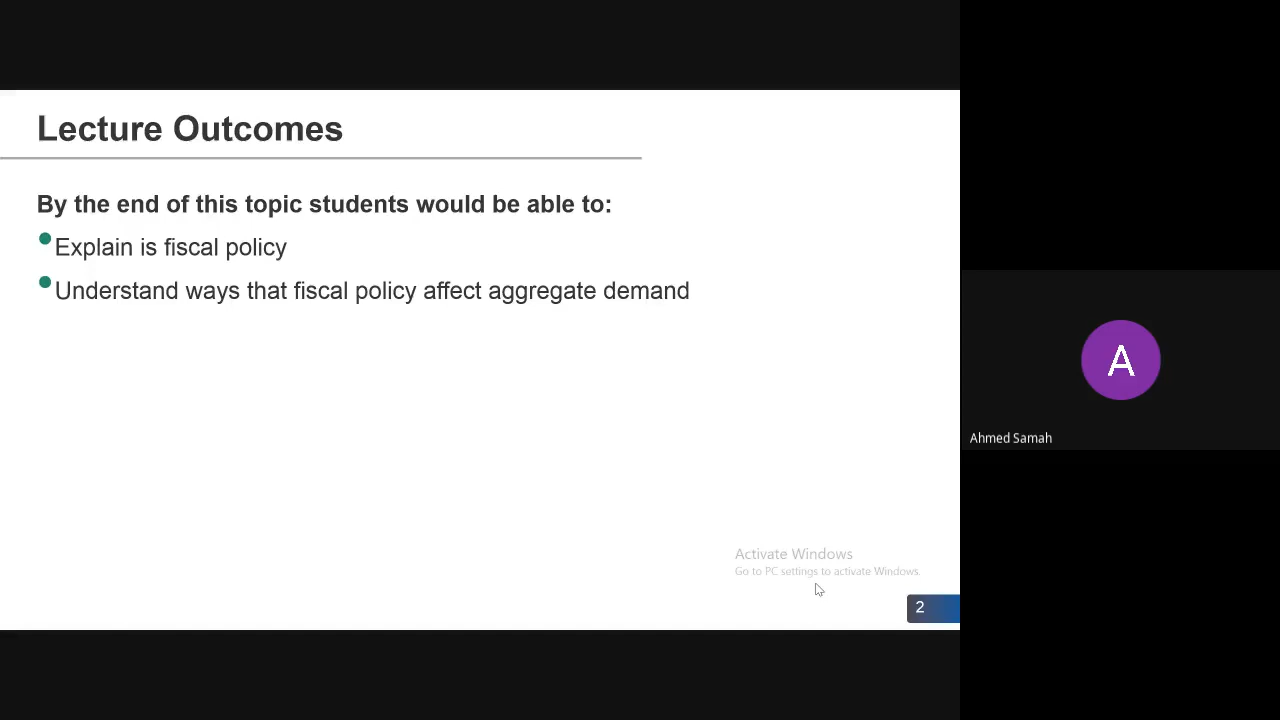 Lecture Outcomes
By the end of this topic students would be able to:
Explain is fiscal policy
Understand ways that fiscal policy affect aggregate demand
A
Ahmed Samah
Activate Windows
Go to PC settings to activate Windows.
2